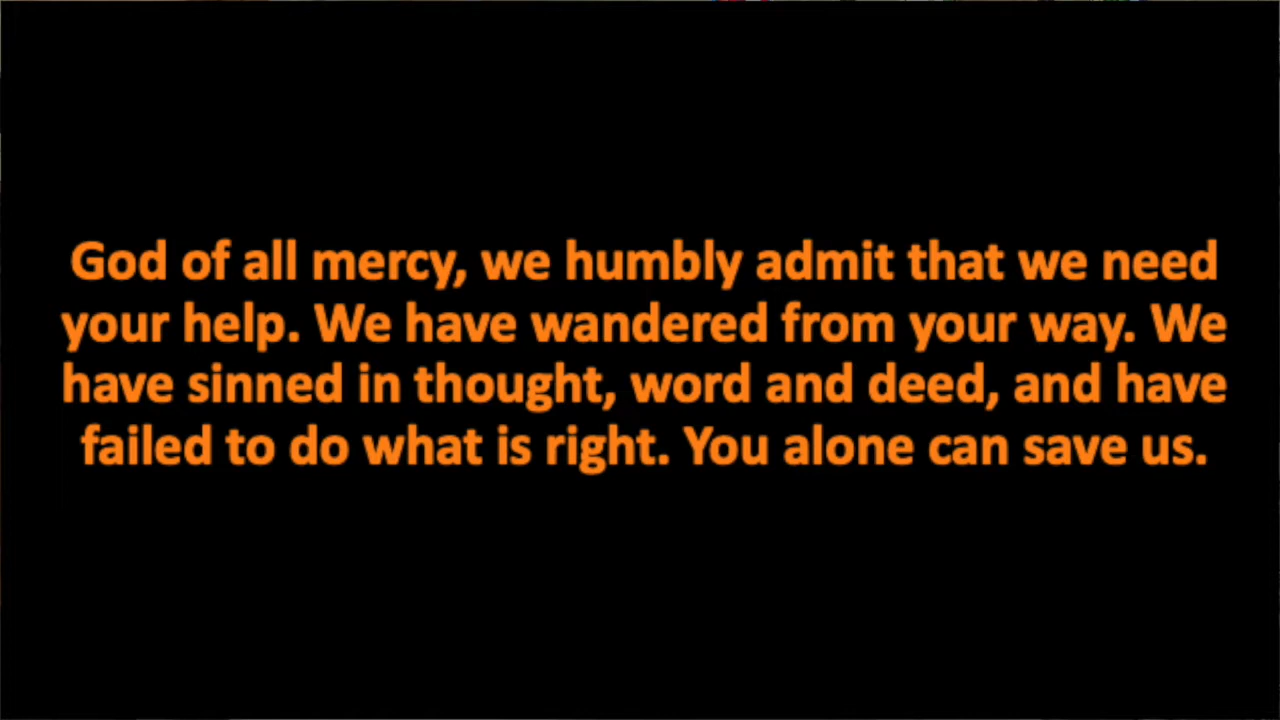 God of all mercy, we humbly admit that we need
your help. We have wandered from your way. We
have sinned in thought, word and deed, and have
failed to do what is right. You alone can save us.